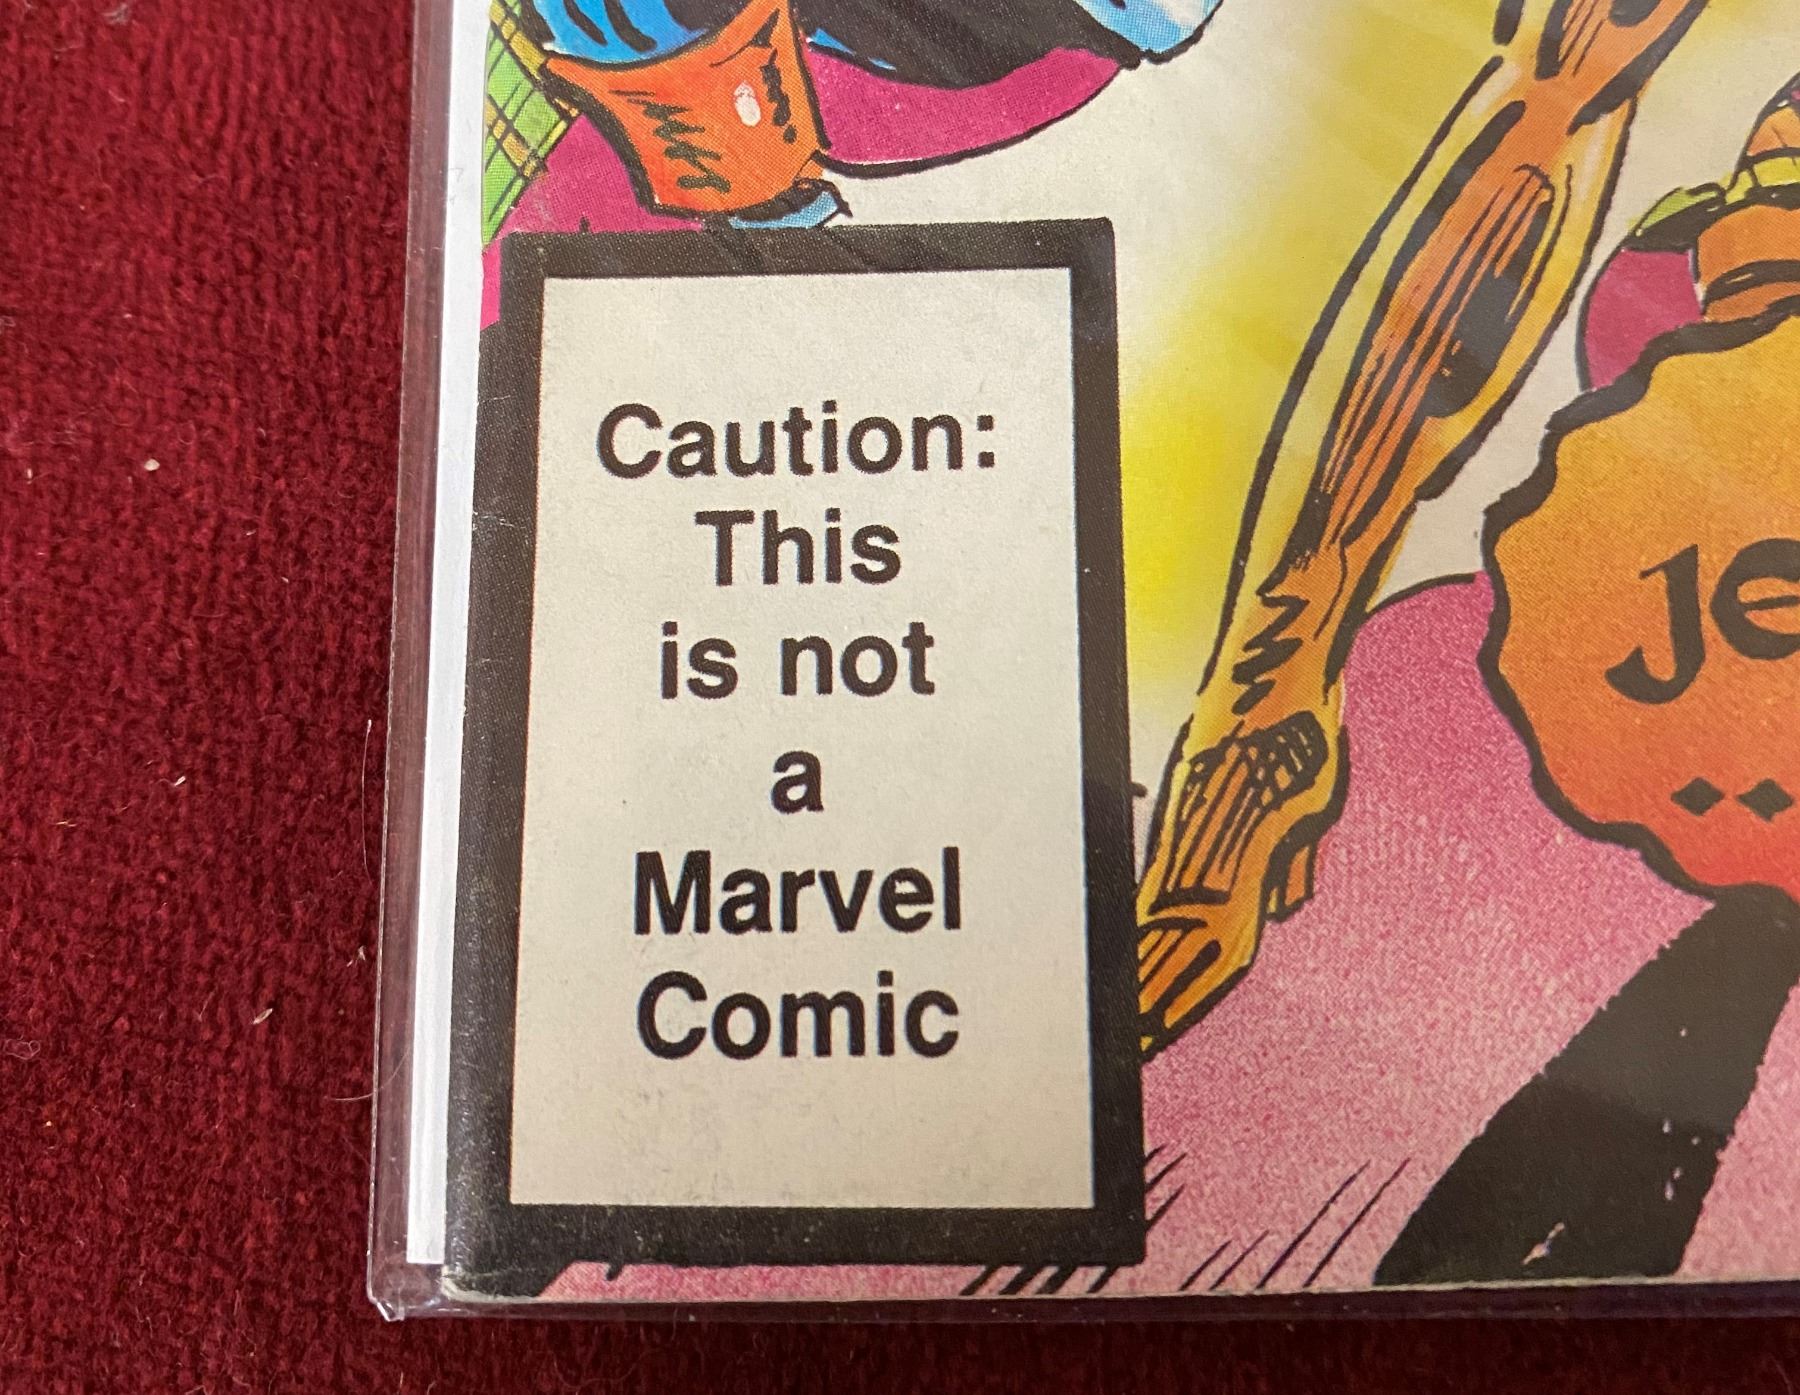 Caution:
This
is not
a
Marvel
Comic